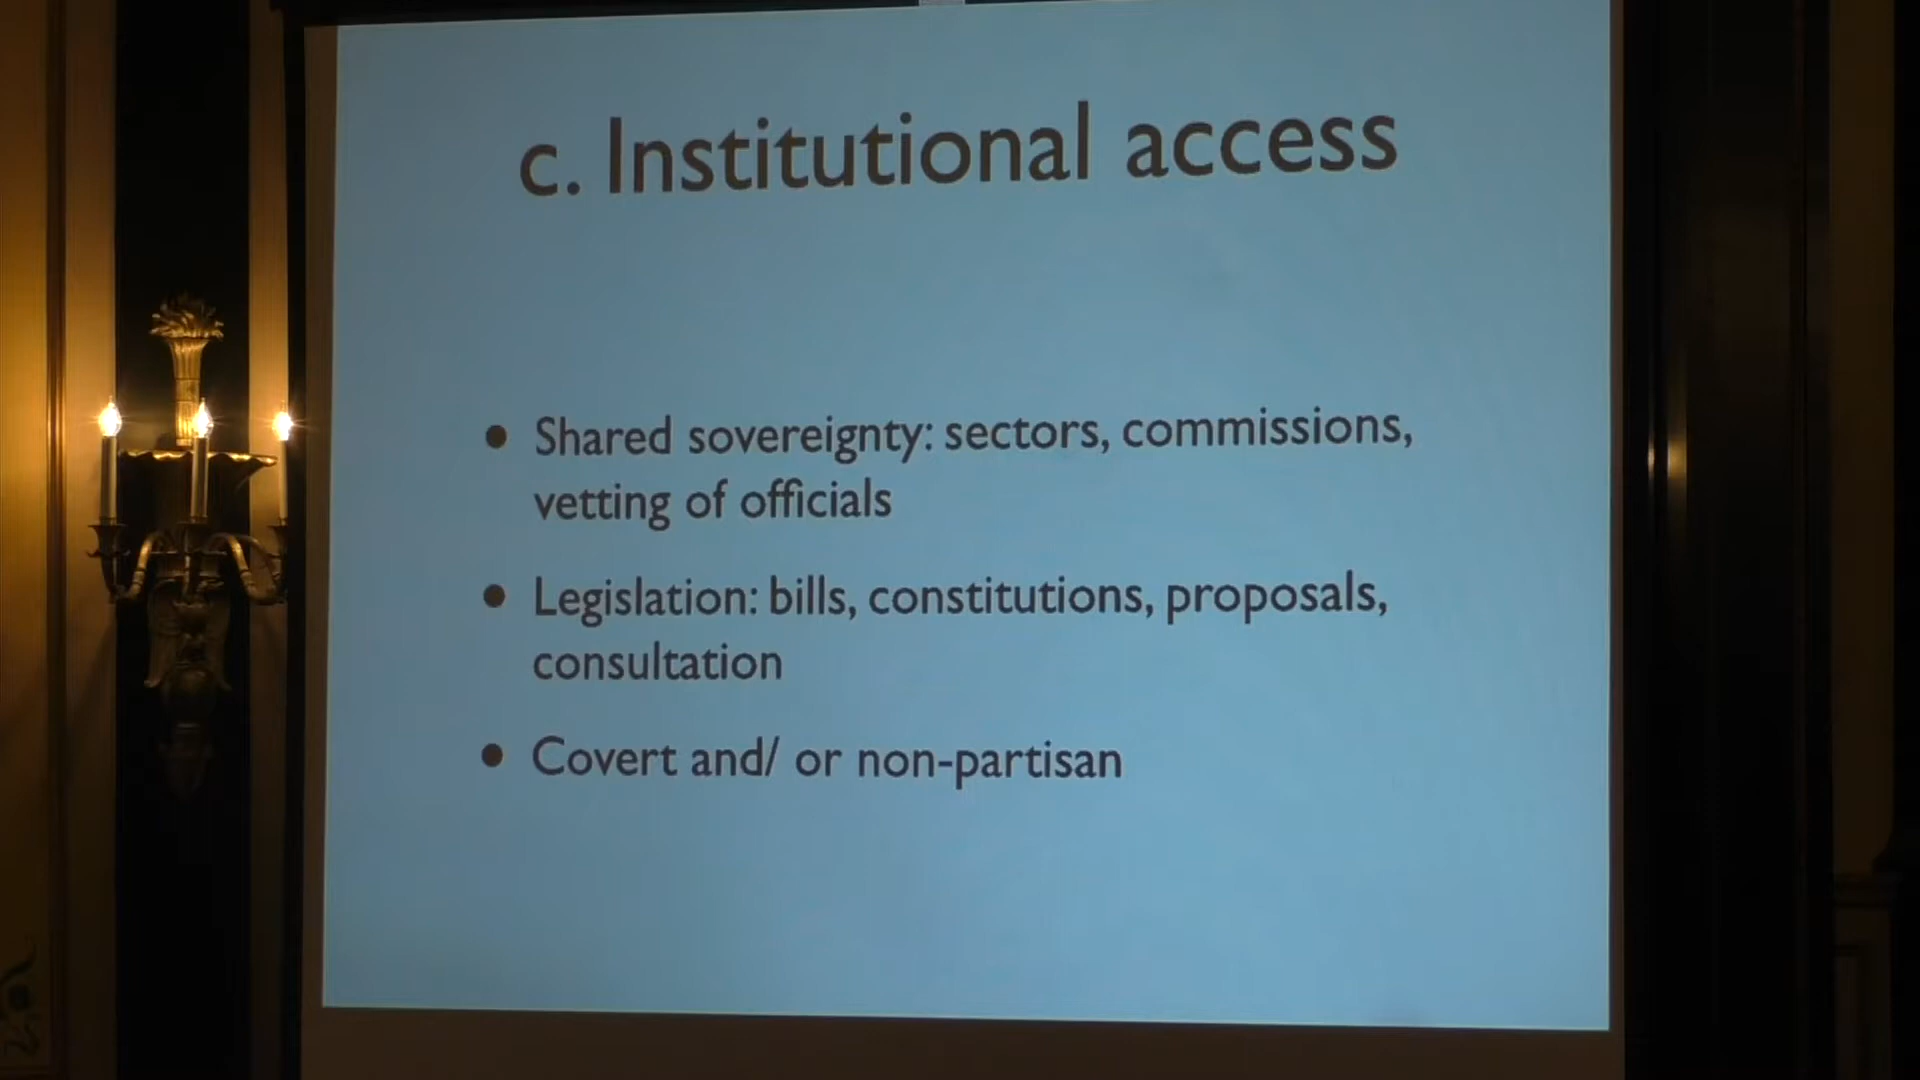 c. Institutional access
• Shared sovereignty: sectors, commissions,
vetting of officials
• Legislation: bills, constitutions, proposals,
consultation
• Covert and/ or non-partisan